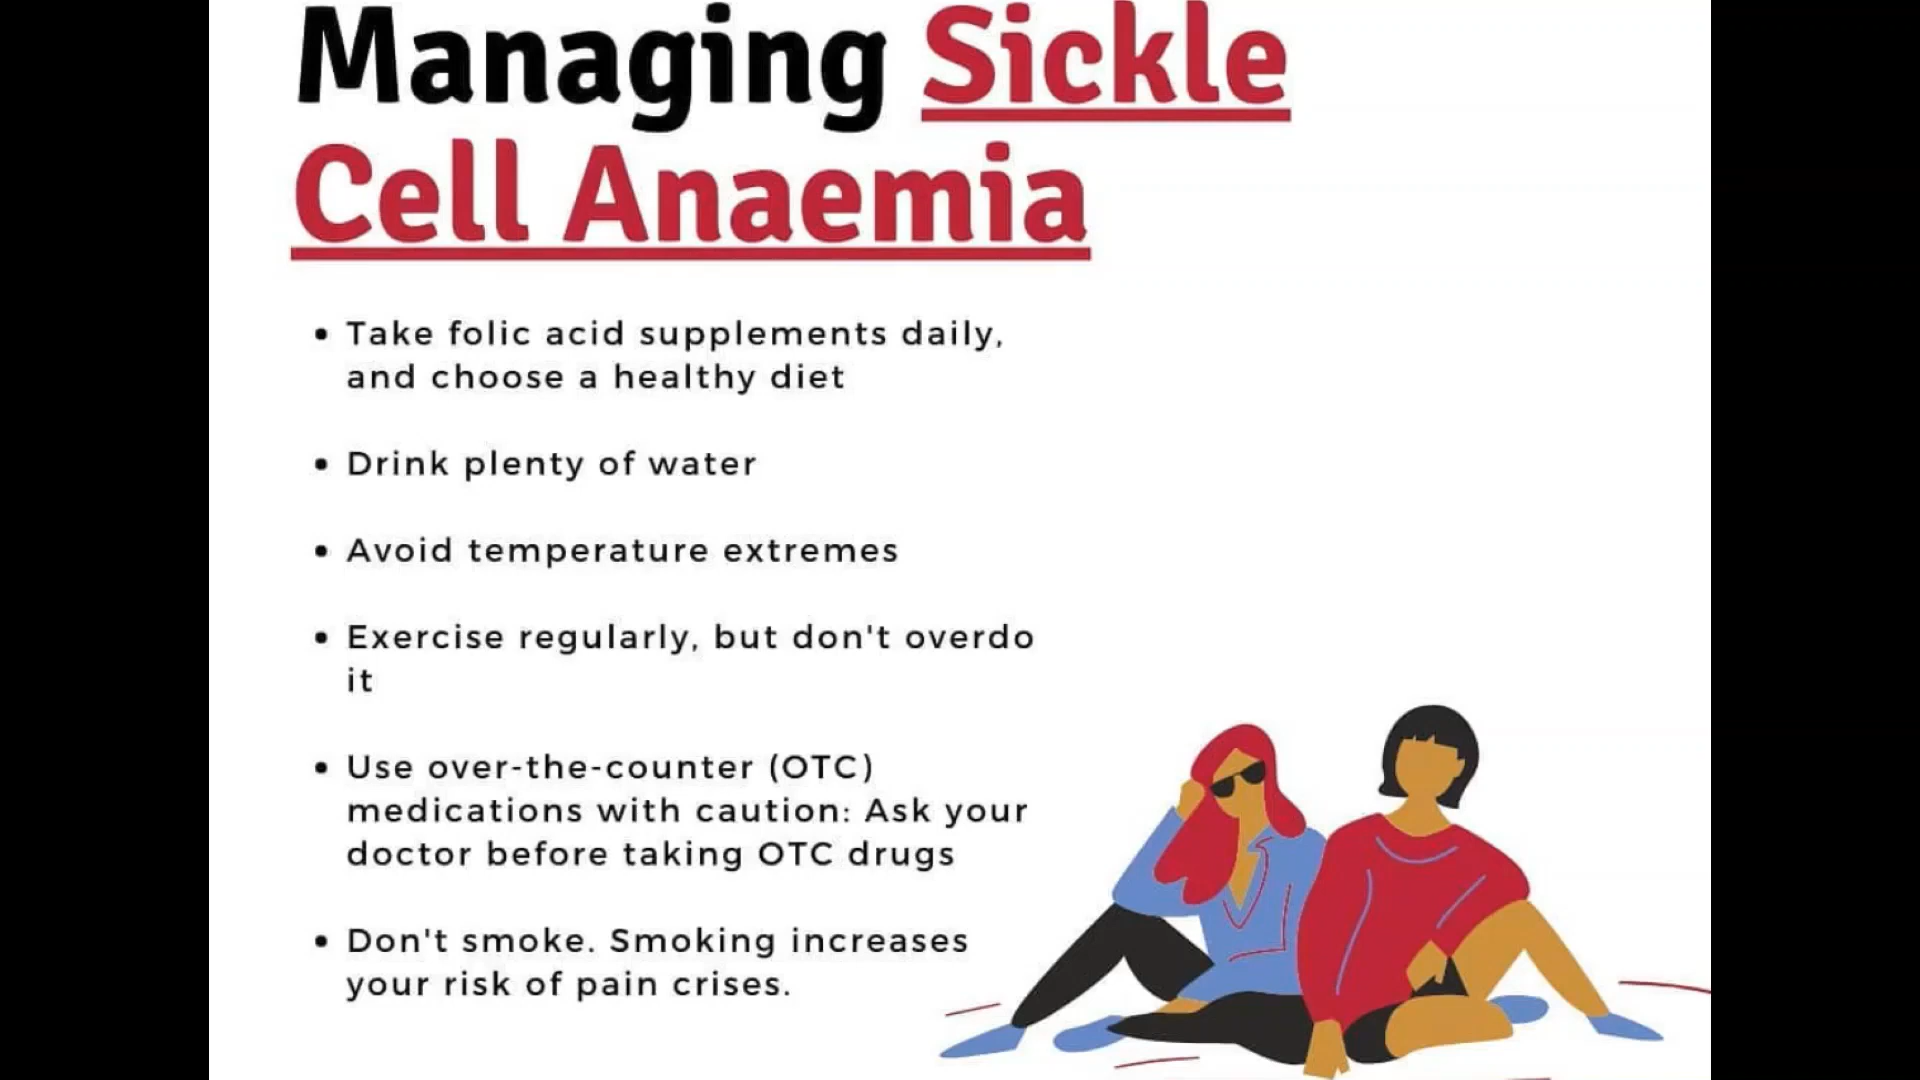 Managing Sickle
Cell Anaemia
• Take folic acid supplements daily,
and choose a healthy diet
• Drink plenty of water
• Avoid temperature extremes
• Exercise regularly, but don't overdo
it
• Use over-the-counter (OTC)
medications with caution: Ask your
doctor before taking OTC drugs
• Don't smoke. Smoking increases
your risk of pain crises.